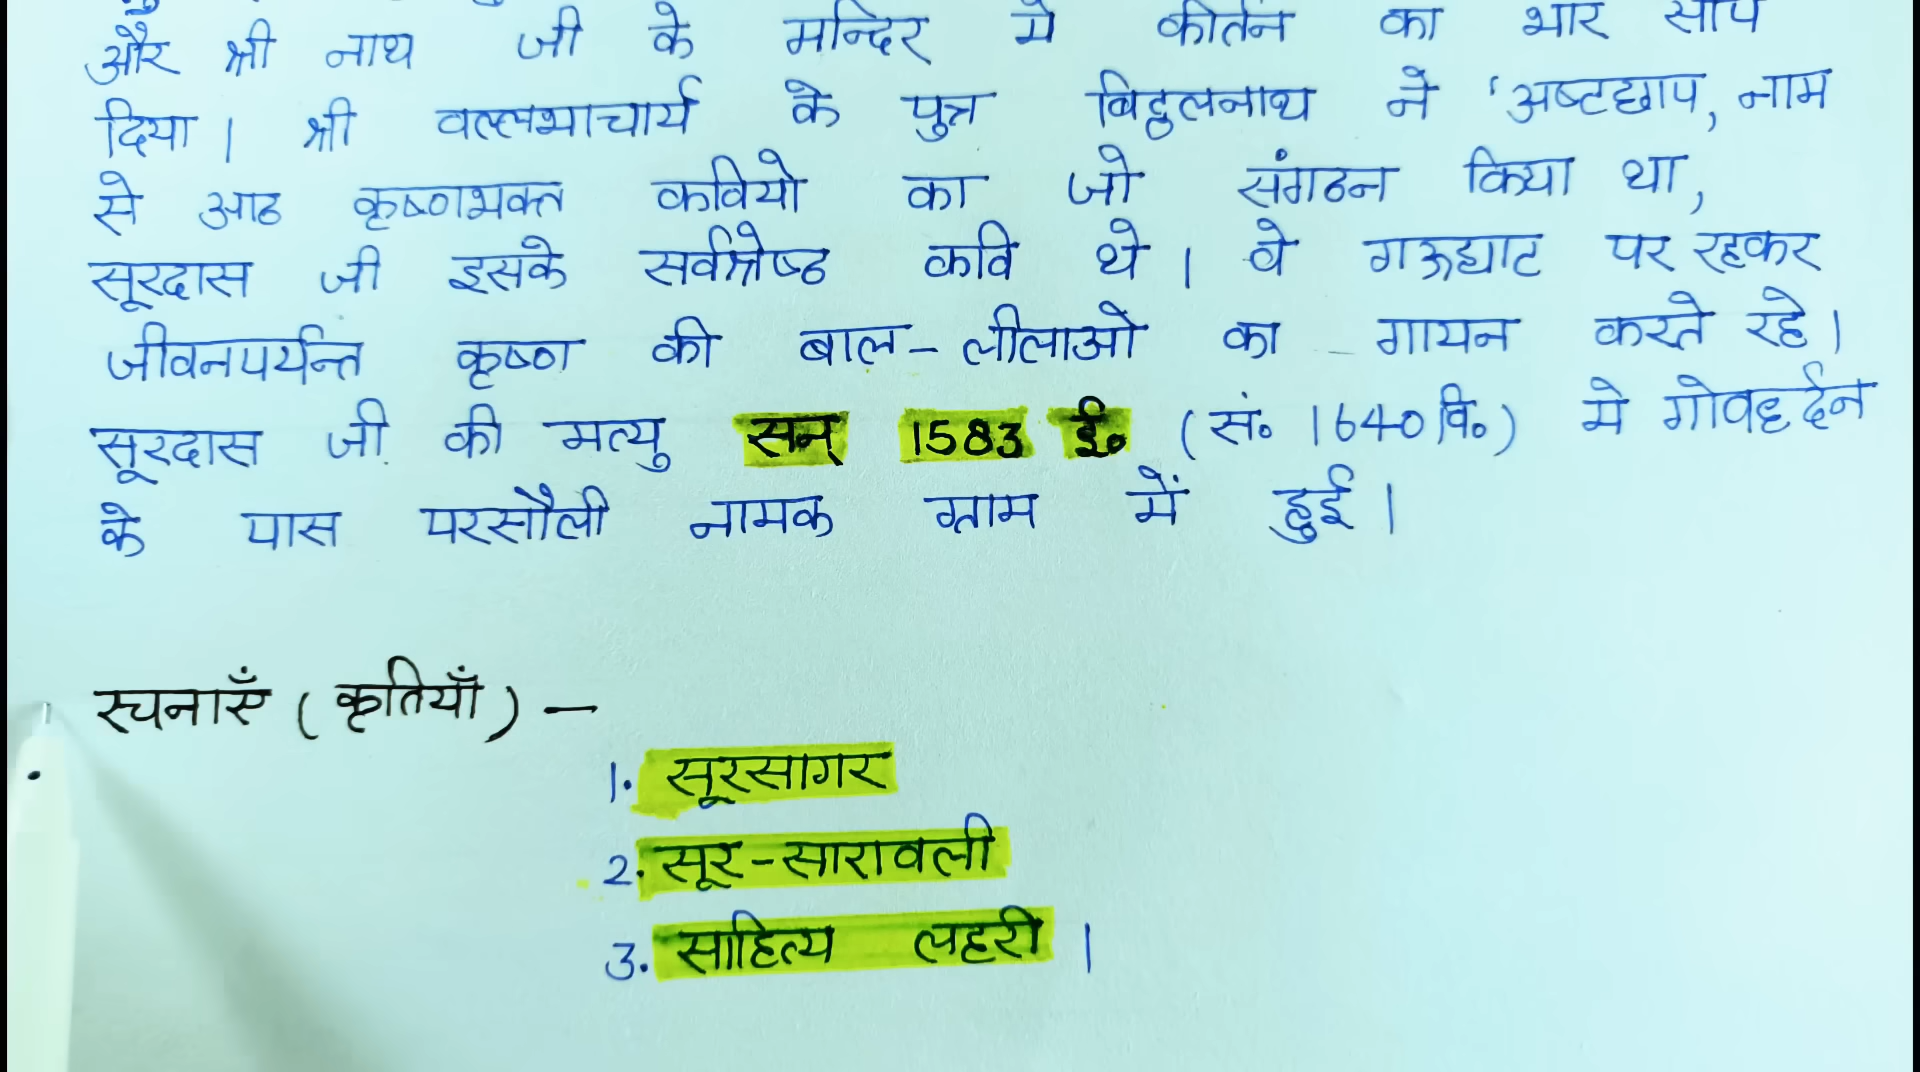 और श्री नाथ जी के मन्दिर मे कीर्तन का भार सौप
दिया। श्री वल्लभाचार्य के पुत्र बिट्ठलनाथ ने 'अष्टछाप, नाम
से आठ कृष्णभक्त कवियो का जो संगठन किया था,
सूरदास जी इसके सर्वश्रेष्ठ कवि थे। वे गऊघाट पर रहकर
जीवनपर्यन्त कृष्ण की बाल-लीलाओ का गायन करते रहे।
सूरदास जी की मत्यु सन् 1583 ई० (सं० 1640 वि०) मे गोवर्द्धन
के पास परसौली नामक ग्राम में हुई।
रचनाएँ (कृतियाँ) –
1. सूरसागर
2. सूर-सारावली
3. साहित्य लहरी।